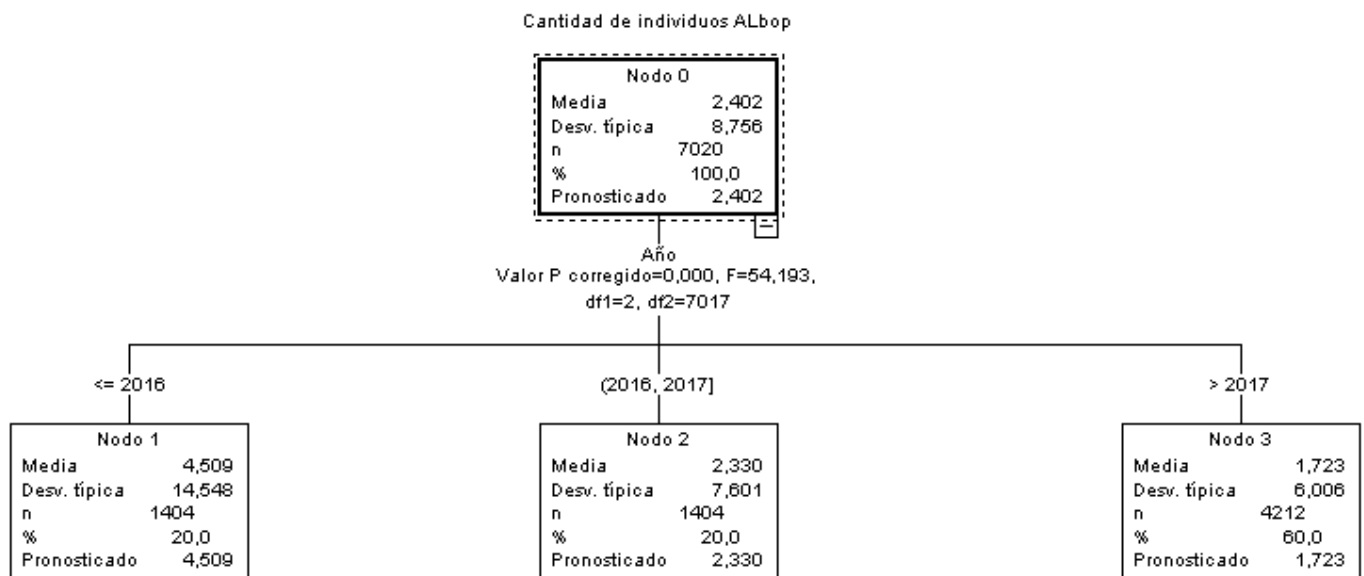 Cantidad de individuos ALbop
Nodo 0
Media 2,402
Desv. típica 8,756
n 7020
% 100,0
Pronosticado 2,402
Año
Valor P corregido=0,000, F=54,193,
df1=2, df2=7017
<= 2016
(2016, 2017]
> 2017
Nodo 1
Media 4,509
Desv. típica 14,548
n 1404
% 20,0
Pronosticado 4,509
Nodo 2
Media 2,330
Desv. típica 7,601
n 1404
% 20,0
Pronosticado 2,330
Nodo 3
Media 1,723
Desv. típica 6,006
n 4212
% 60,0
Pronosticado 1,723